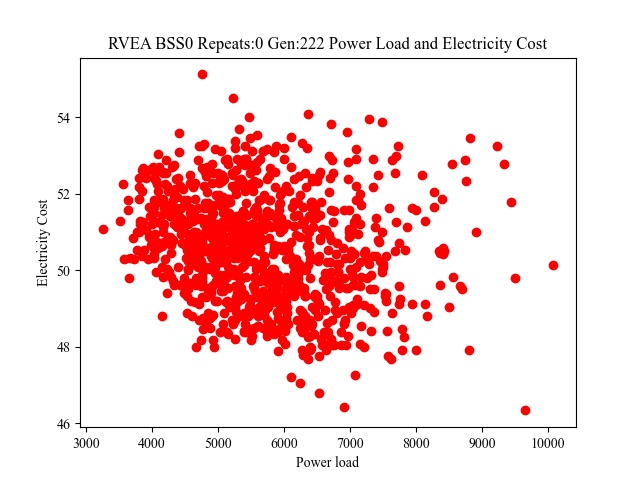 RVEA BSS0 Repeats:0 Gen:222 Power Load and Electricity Cost
Electricity Cost
54
52
50
48
46
3000 4000 5000 6000 7000 8000 9000 10000
Power load